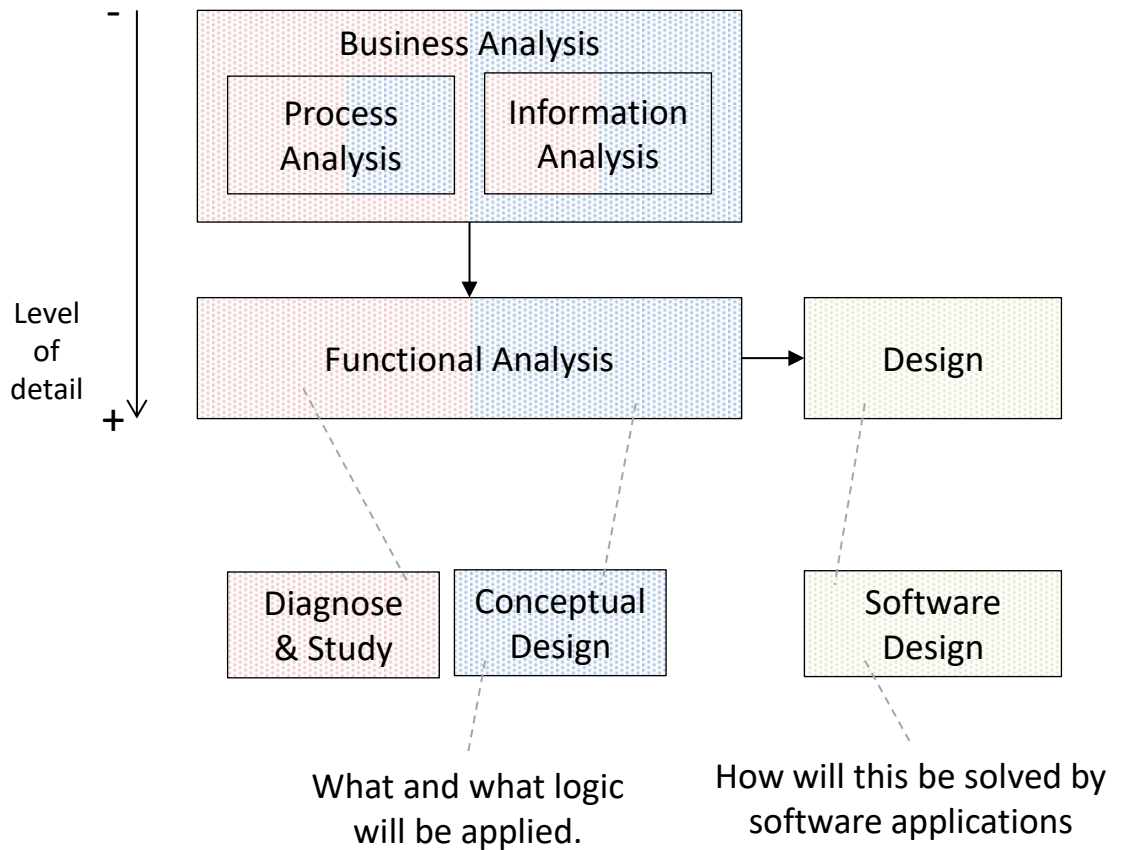 -
Business Analysis
Process
Analysis
Information
Analysis
Level
of
detail
+
Functional Analysis
Design
Diagnose
& Study
Conceptual
Design
Software
Design
What and what logic
will be applied.
How will this be solved by
software applications